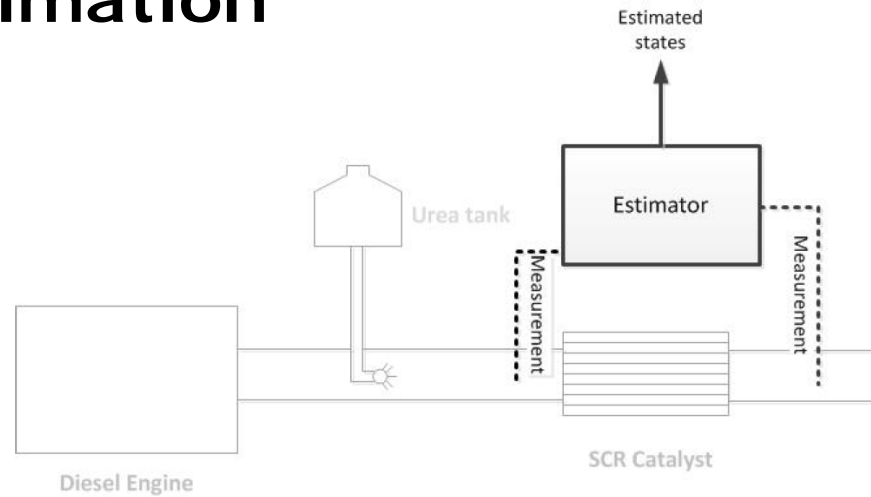 imation
Estimated
states
Urea tank
Estimator
Measurement
Measurement
SCR Catalyst
Diesel Engine